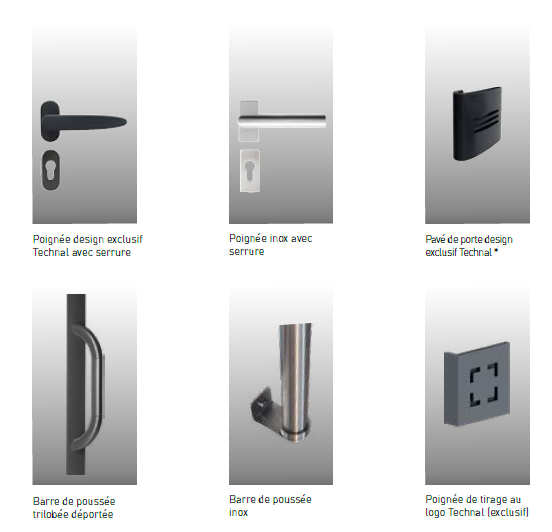 Poignée design exclusif
Technal avec serrure
Poignée inox avec
serrure
Pavé de porte design
exclusif Technal *
Barre de poussée
trilobée déportée
Barre de poussée
inox
Poignée de tirage au
logo Technal (exclusif)